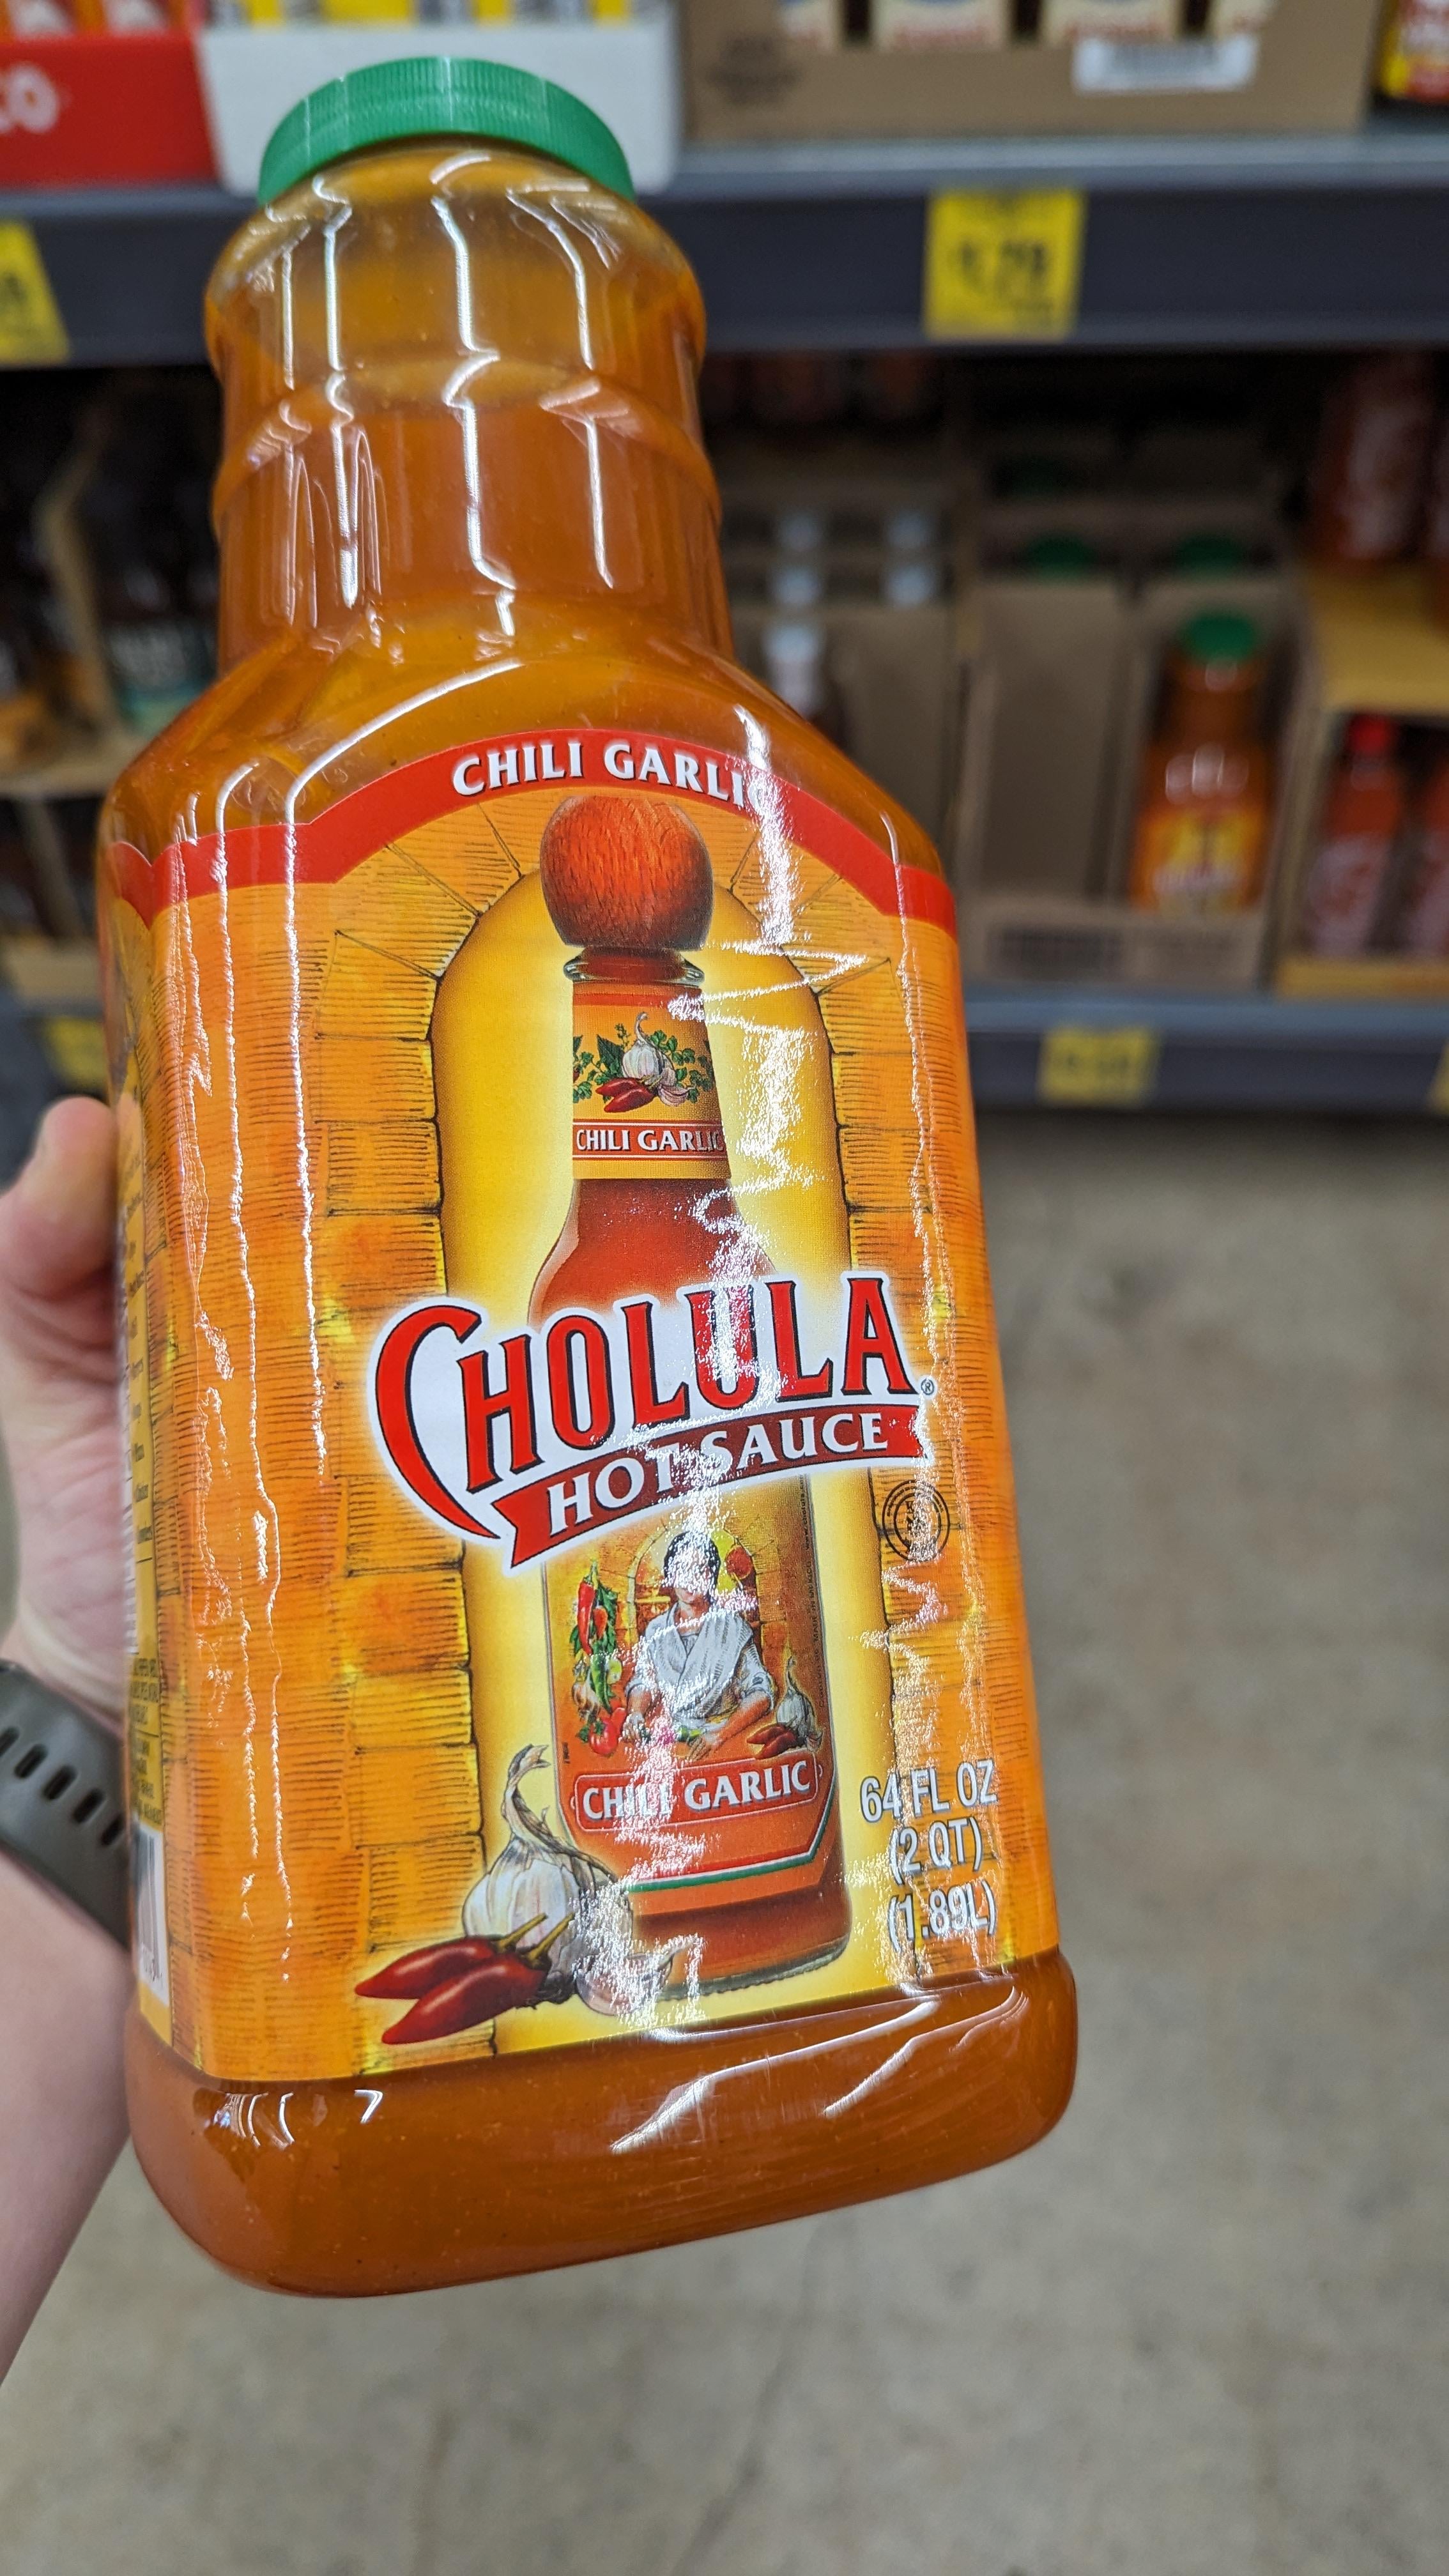 CHILI GARLIC
CHILI GARLIC
CHOLULA®
HOT SAUCE
CHILI GARLIC
64 FL OZ
(2 QT)
(1.89L)